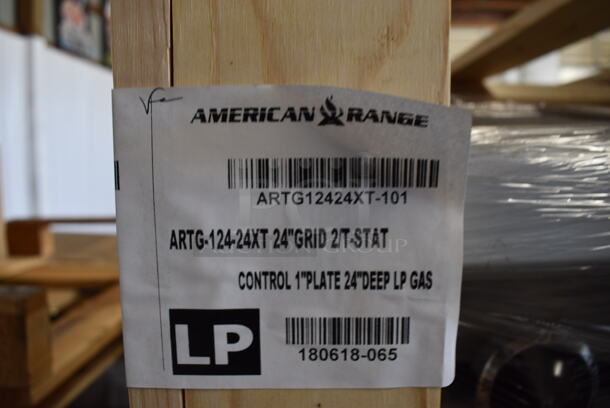 AMERICAN RANGE
ARTG12424XT-101
ARTG-124-24XT 24"GRID 2/T-STAT
CONTROL 1"PLATE 24"DEEP LP GAS
LP
180618-065